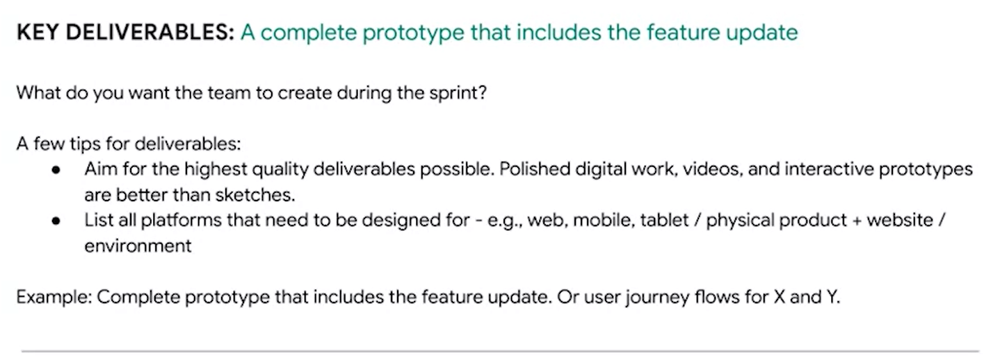 KEY DELIVERABLES: A complete prototype that includes the feature update
What do you want the team to create during the sprint?
A few tips for deliverables:
● Aim for the highest quality deliverables possible. Polished digital work, videos, and interactive prototypes
are better than sketches.
● List all platforms that need to be designed for - e.g., web, mobile, tablet / physical product + website /
environment
Example: Complete prototype that includes the feature update. Or user journey flows for X and Y.